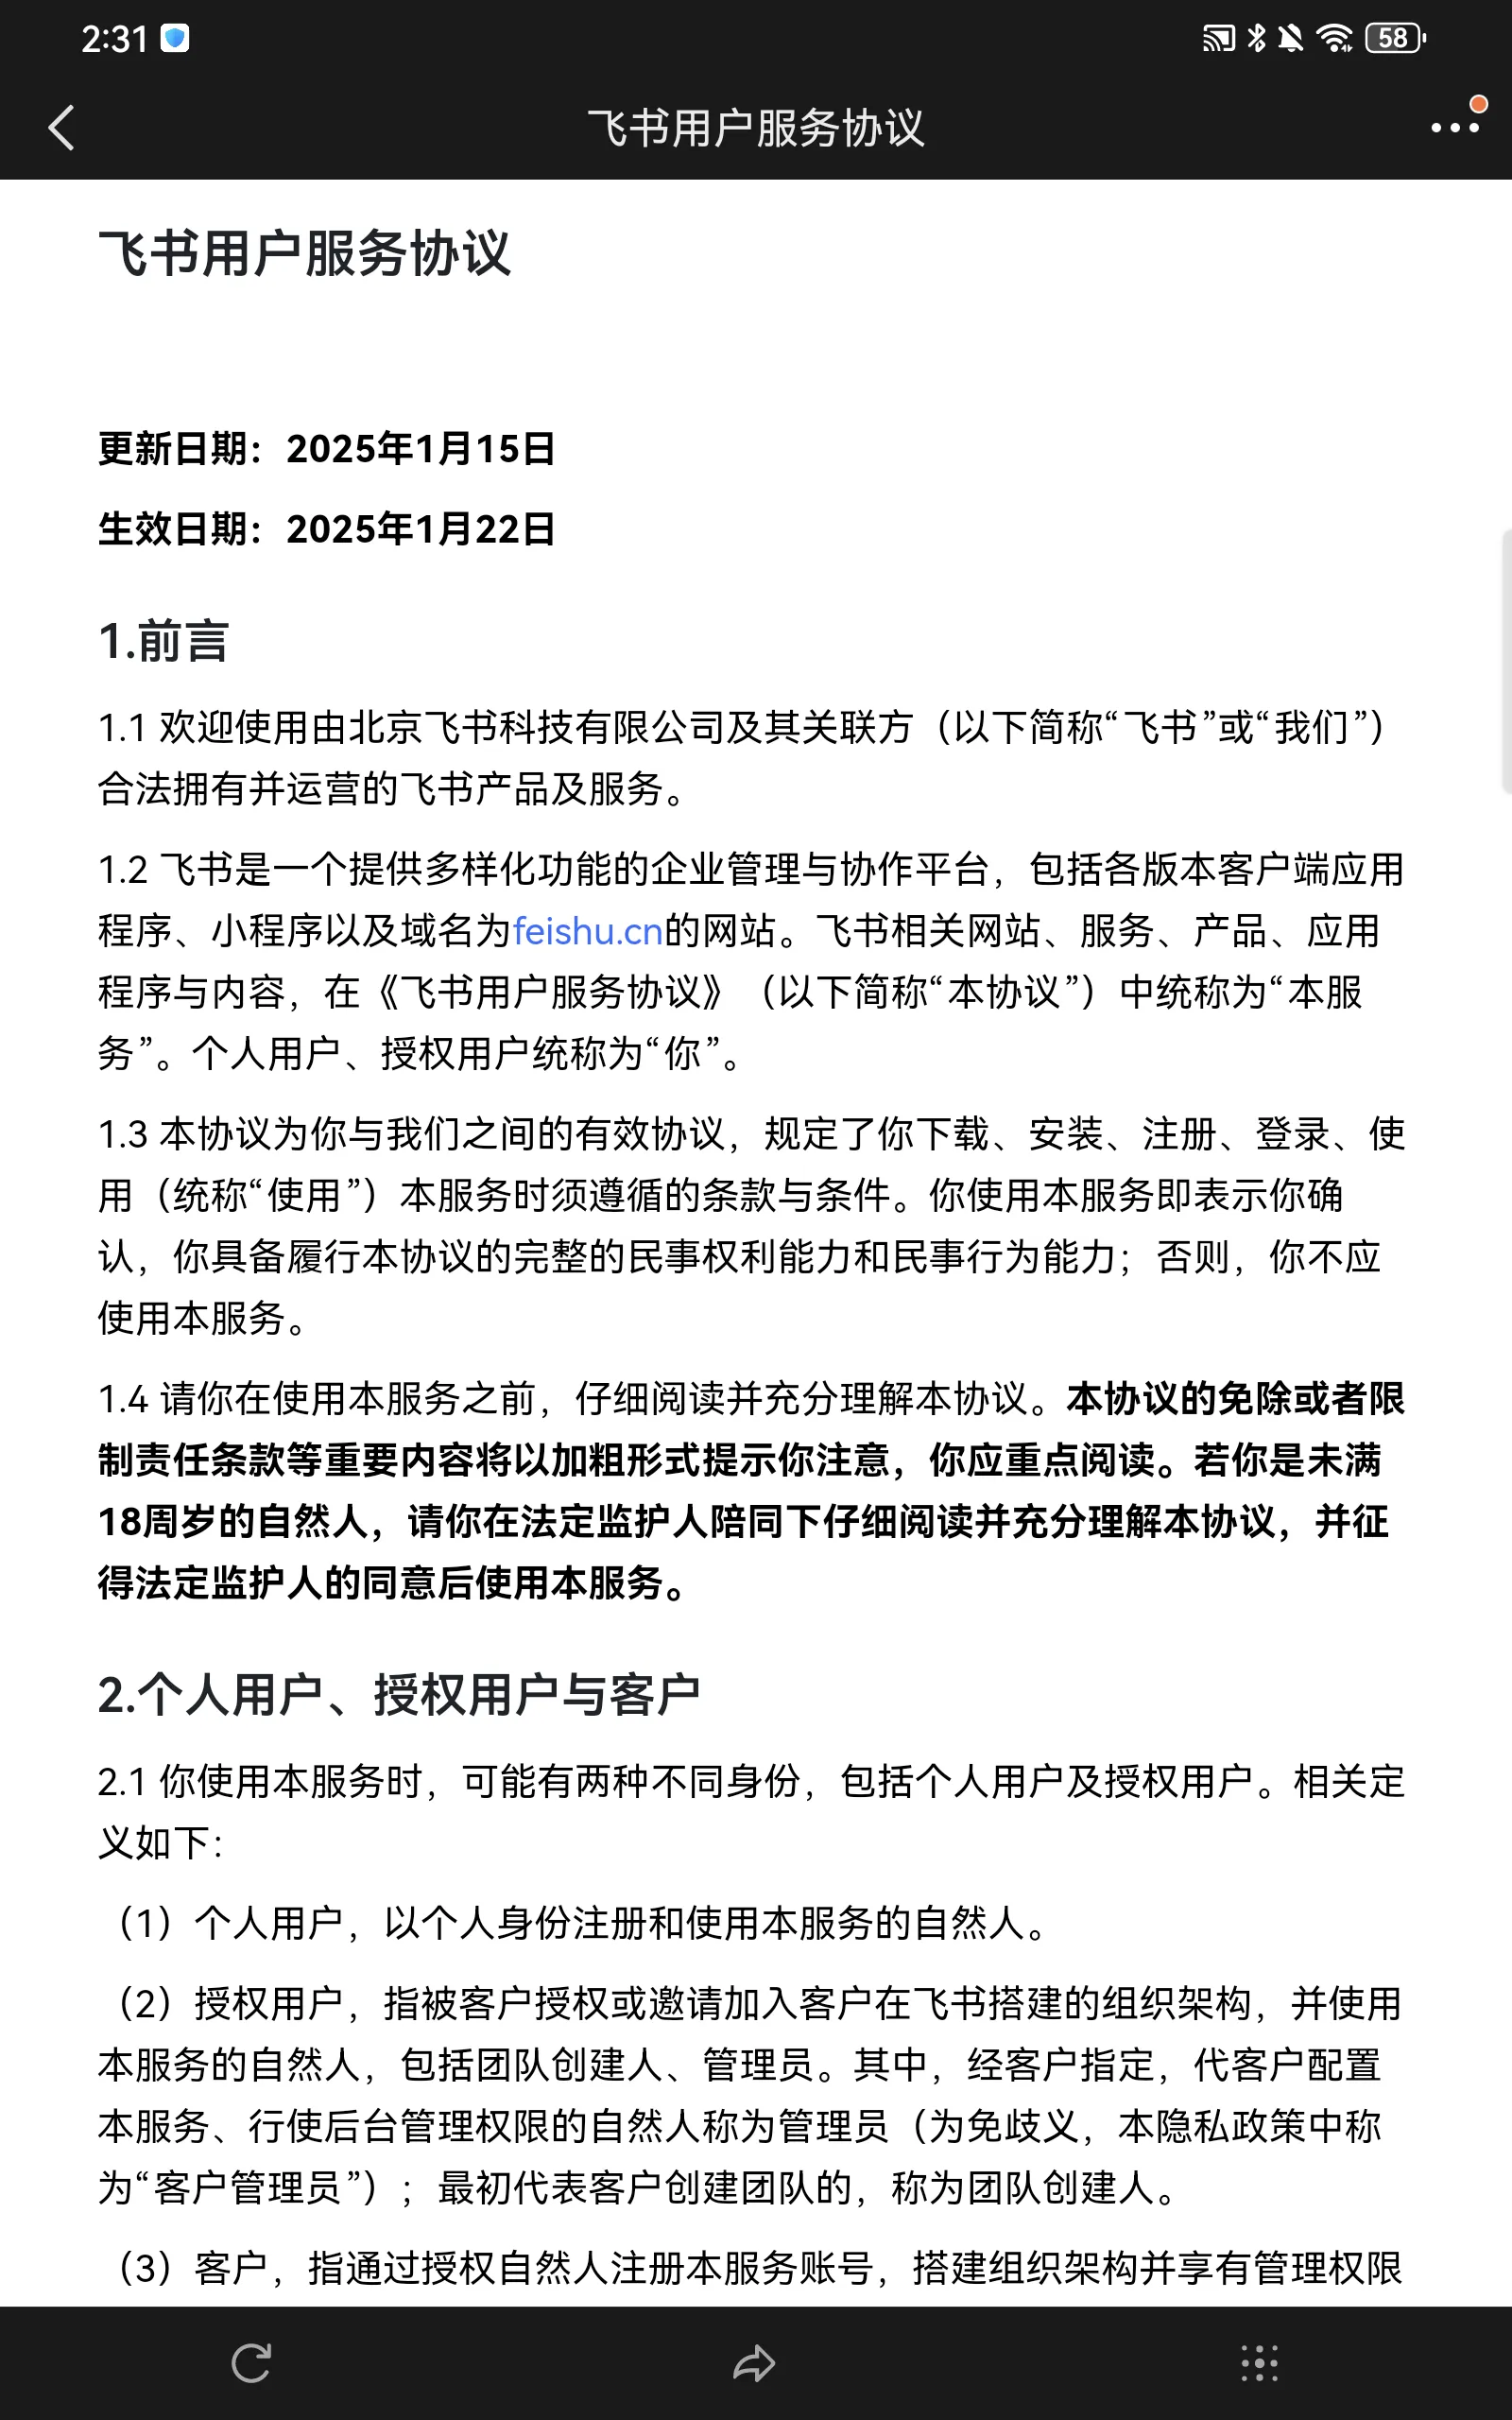 2:31
58
飞书用户服务协议
飞书用户服务协议
更新日期：2025年1月15日
生效日期：2025年1月22日
1.前言
1.1 欢迎使用由北京飞书科技有限公司及其关联方（以下简称“飞书”或“我们”）
合法拥有并运营的飞书产品及服务。
1.2 飞书是一个提供多样化功能的企业管理与协作平台，包括各版本客户端应用
程序、小程序以及域名为feishu.cn的网站。飞书相关网站、服务、产品、应用
程序与内容，在《飞书用户服务协议》（以下简称“本协议”）中统称为“本服
务”。个人用户、授权用户统称为“你”。
1.3 本协议为你与我们之间的有效协议，规定了你下载、安装、注册、登录、使
用（统称“使用”）本服务时须遵循的条款与条件。你使用本服务即表示你确
认，你具备履行本协议的完整的民事权利能力和民事行为能力；否则，你不应
使用本服务。
1.4 请你在使用本服务之前，仔细阅读并充分理解本协议。本协议的免除或者限
制责任条款等重要内容将以加粗形式提示你注意，你应重点阅读。若你是未满
18周岁的自然人，请你在法定监护人陪同下仔细阅读并充分理解本协议，并征
得法定监护人的同意后使用本服务。
2.个人用户、授权用户与客户
2.1 你使用本服务时，可能有两种不同身份，包括个人用户及授权用户。相关定
义如下：
（1）个人用户，以个人身份注册和使用本服务的自然人。
（2）授权用户，指被客户授权或邀请加入客户在飞书搭建的组织架构，并使用
本服务的自然人，包括团队创建人、管理员。其中，经客户指定，代客户配置
本服务、行使后台管理权限的自然人称为管理员（为免歧义，本隐私政策中称
为“客户管理员”）；最初代表客户创建团队的，称为团队创建人。
（3）客户，指通过授权自然人注册本服务账号，搭建组织架构并享有管理权限